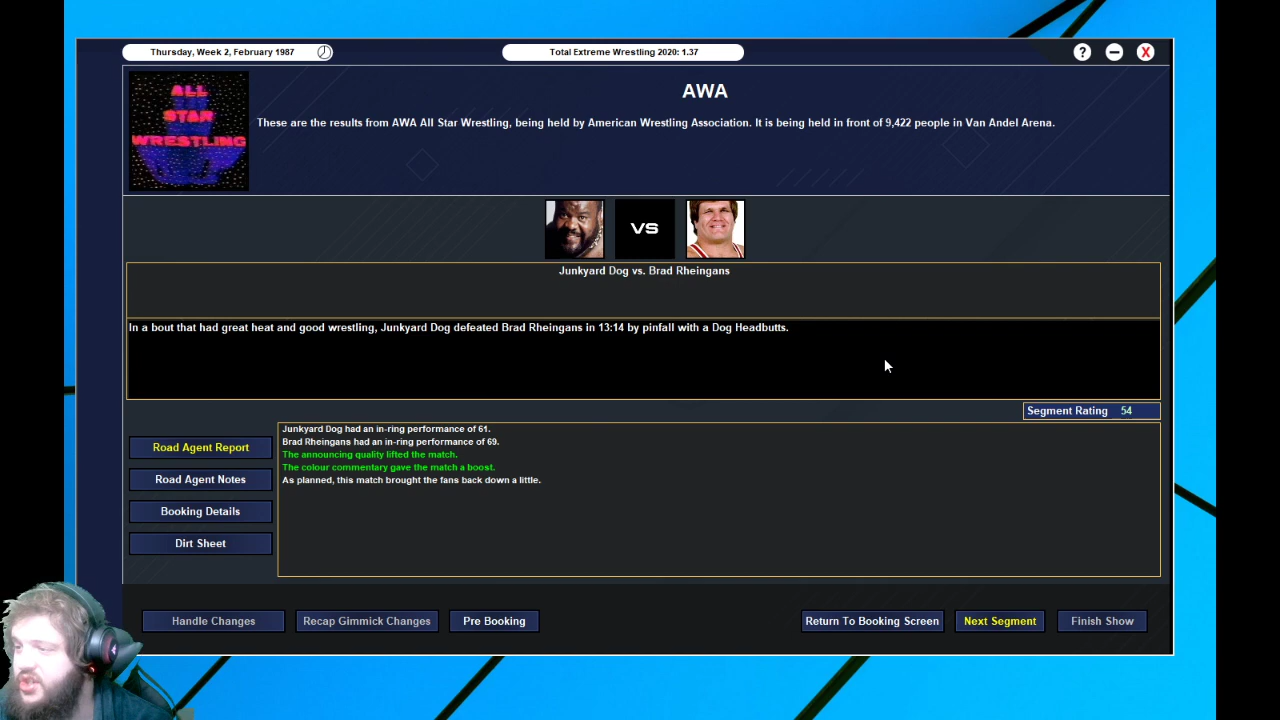 Thursday, Week 2, February 1987
Total Extreme Wrestling 2020: 1.37
?
X
ALL
STAR
WRESTLING
AWA
These are the results from AWA All Star Wrestling, being held by American Wrestling Association. It is being held in front of 9,422 people in Van Andel Arena.
VS
Junkyard Dog vs. Brad Rheingans
In a bout that had great heat and good wrestling, Junkyard Dog defeated Brad Rheingans in 13:14 by pinfall with a Dog Headbutts.
Segment Rating 54
Road Agent Report
Road Agent Notes
Booking Details
Dirt Sheet
Junkyard Dog had an in-ring performance of 61.
Brad Rheingans had an in-ring performance of 69.
The announcing quality lifted the match.
The colour commentary gave the match a boost.
As planned, this match brought the fans back down a little.
Handle Changes
Recap Gimmick Changes
Pre Booking
Return To Booking Screen
Next Segment
Finish Show